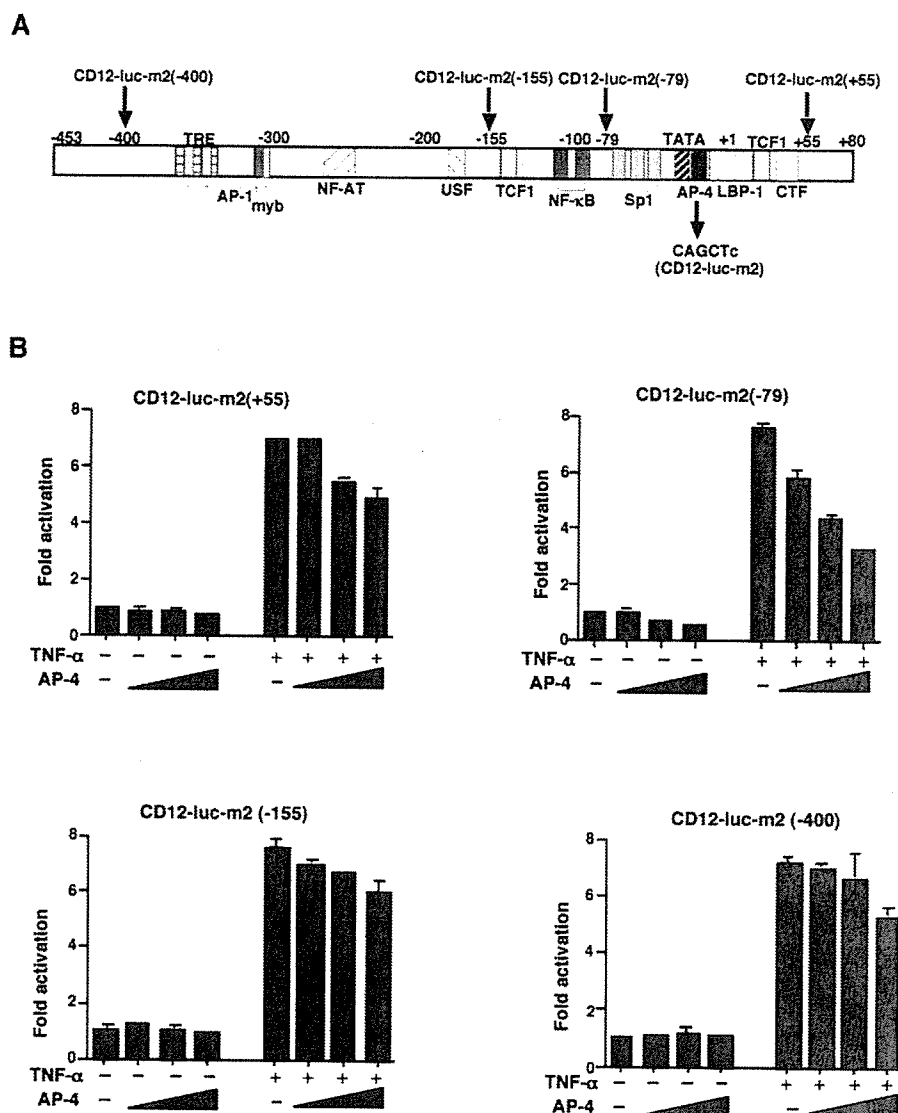 A
CD12-luc-m2(-400) CD12-luc-m2(-155) CD12-luc-m2(-79) CD12-luc-m2(+55)
-453 -400 TRE -300 -200 -155 -100 -79 TATA +1 TCF1 +55 +80
AP-1 myb NF-AT USF TCF1 NF-κB Sp1 AP-4 LBP-1 CTF
CAGCTc
(CD12-luc-m2)
B
CD12-luc-m2(+55)
Fold activation
8
6
4
2
0
TNF-α – – – – + + + +
AP-4 – –
CD12-luc-m2(-79)
Fold activation
8
6
4
2
0
TNF-α – – – – + + + +
AP-4 – –
CD12-luc-m2 (-155)
Fold activation
8
6
4
2
0
TNF-α – – – – + + + +
AP-4 – –
CD12-luc-m2 (-400)
Fold activation
8
6
4
2
0
TNF-α – – – – + + + +
AP-4 – –